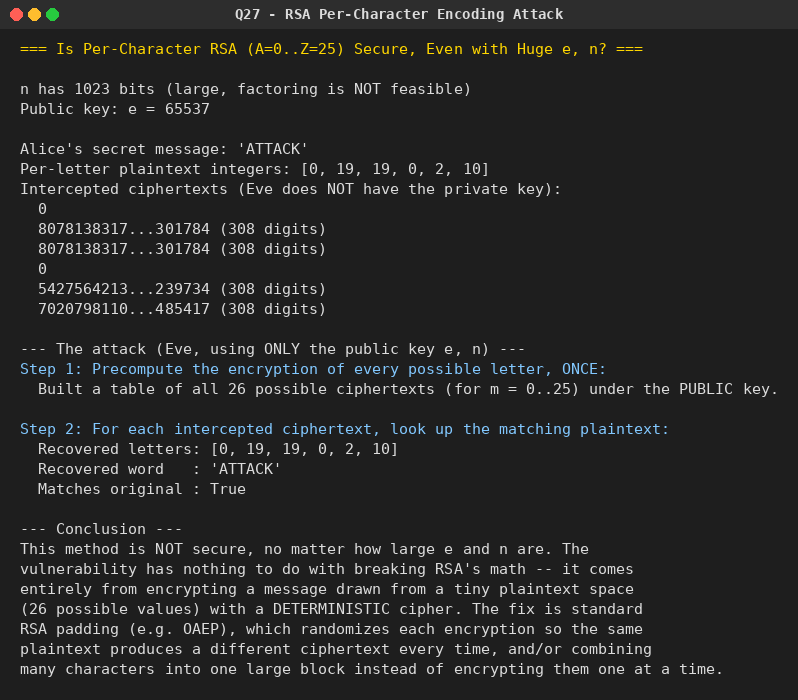 Q27 - RSA Per-Character Encoding Attack
=== Is Per-Character RSA (A=0..Z=25) Secure, Even with Huge e, n? ===
n has 1023 bits (large, factoring is NOT feasible)
Public key: e = 65537
Alice's secret message: 'ATTACK'
Per-letter plaintext integers: [0, 19, 19, 0, 2, 10]
Intercepted ciphertexts (Eve does NOT have the private key):
0
8078138317...301784 (308 digits)
8078138317...301784 (308 digits)
0
5427564213...239734 (308 digits)
7020798110...485417 (308 digits)
--- The attack (Eve, using ONLY the public key e, n) ---
Step 1: Precompute the encryption of every possible letter, ONCE:
Built a table of all 26 possible ciphertexts (for m = 0..25) under the PUBLIC key.
Step 2: For each intercepted ciphertext, look up the matching plaintext:
Recovered letters: [0, 19, 19, 0, 2, 10]
Recovered word   : 'ATTACK'
Matches original : True
--- Conclusion ---
This method is NOT secure, no matter how large e and n are. The
vulnerability has nothing to do with breaking RSA's math -- it comes
entirely from encrypting a message drawn from a tiny plaintext space
(26 possible values) with a DETERMINISTIC cipher. The fix is standard
RSA padding (e.g. OAEP), which randomizes each encryption so the same
plaintext produces a different ciphertext every time, and/or combining
many characters into one large block instead of encrypting them one at a time.